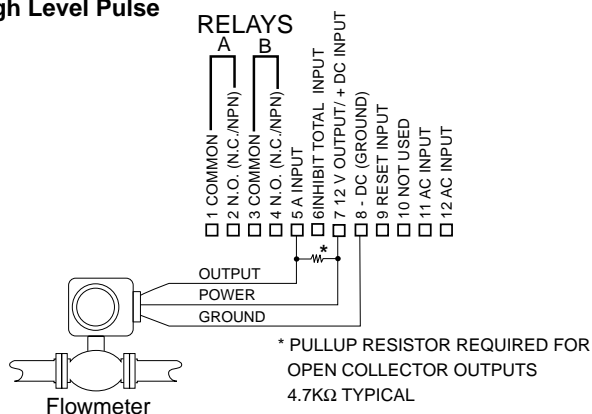 gh Level Pulse
RELAYS
A B
1 COMMON
2 N.O. (N.C./NPN)
3 COMMON
4 N.O. (N.C./NPN)
5 A INPUT
6INHIBIT TOTAL INPUT
7 12 V OUTPUT/ + DC INPUT
8 - DC (GROUND)
9 RESET INPUT
10 NOT USED
11 AC INPUT
12 AC INPUT
*
OUTPUT
POWER
GROUND
* PULLUP RESISTOR REQUIRED FOR
OPEN COLLECTOR OUTPUTS
4.7KΩ TYPICAL
Flowmeter